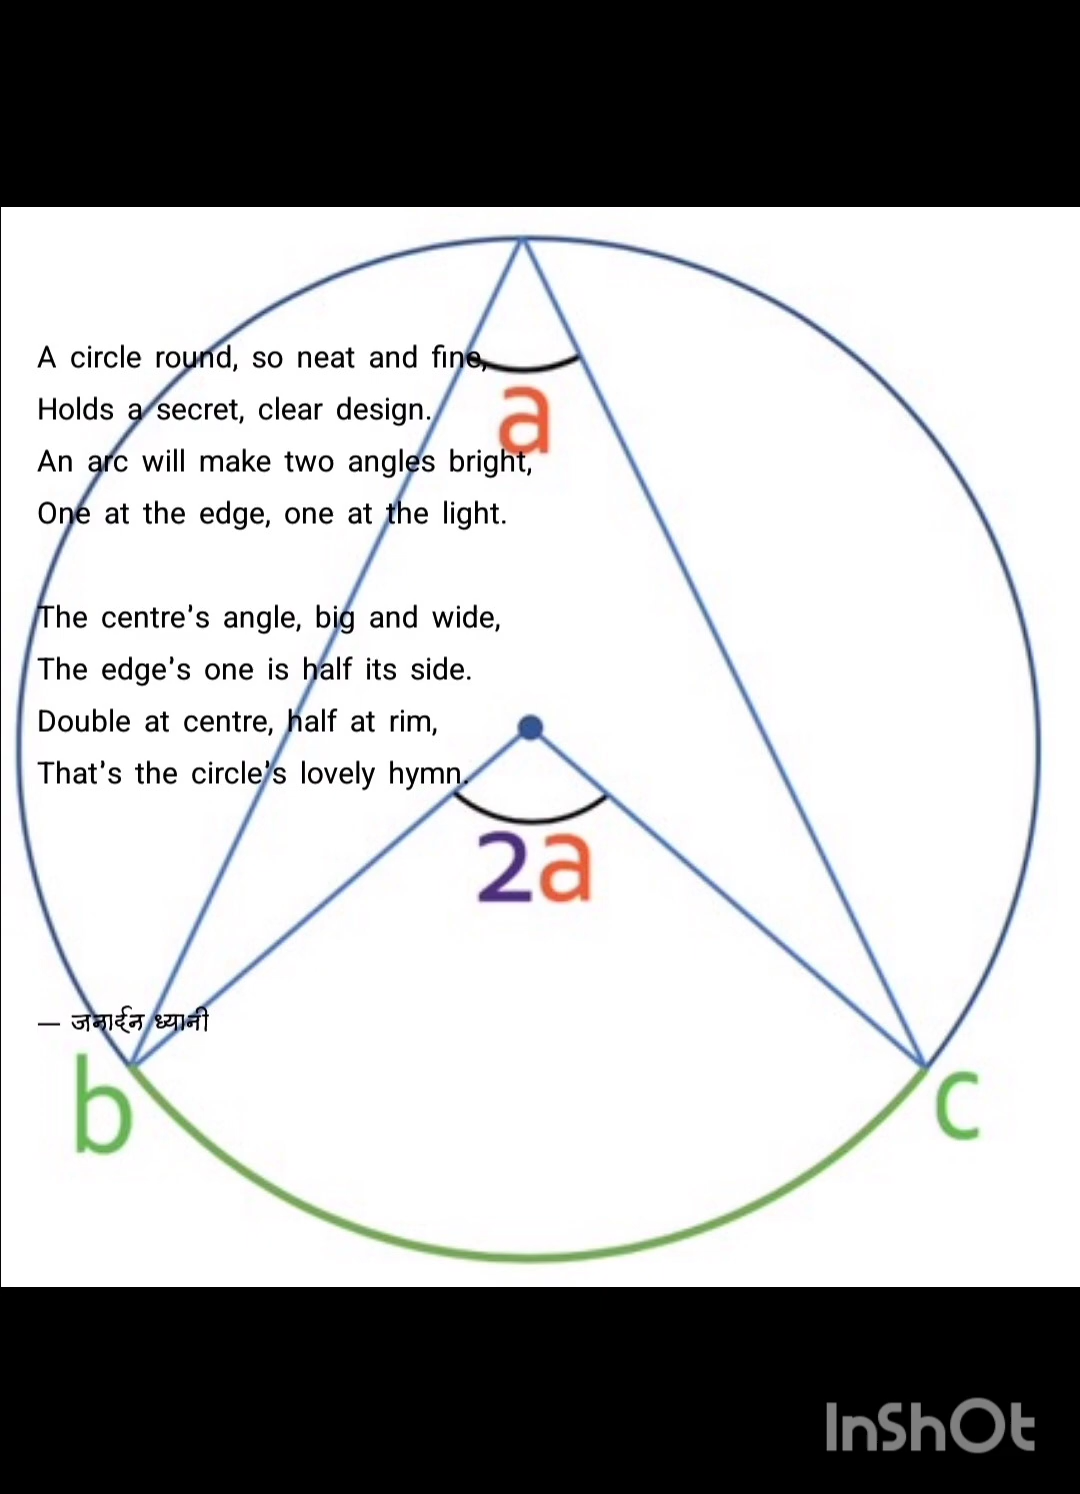 A circle round, so neat and fine,
Holds a secret, clear design.
a
An arc will make two angles bright,
One at the edge, one at the light.
The centre's angle, big and wide,
The edge's one is half its side.
Double at centre, half at rim,
That's the circle's lovely hymn.
2a
— जनार्दन ध्यानी
b
c
InShOt